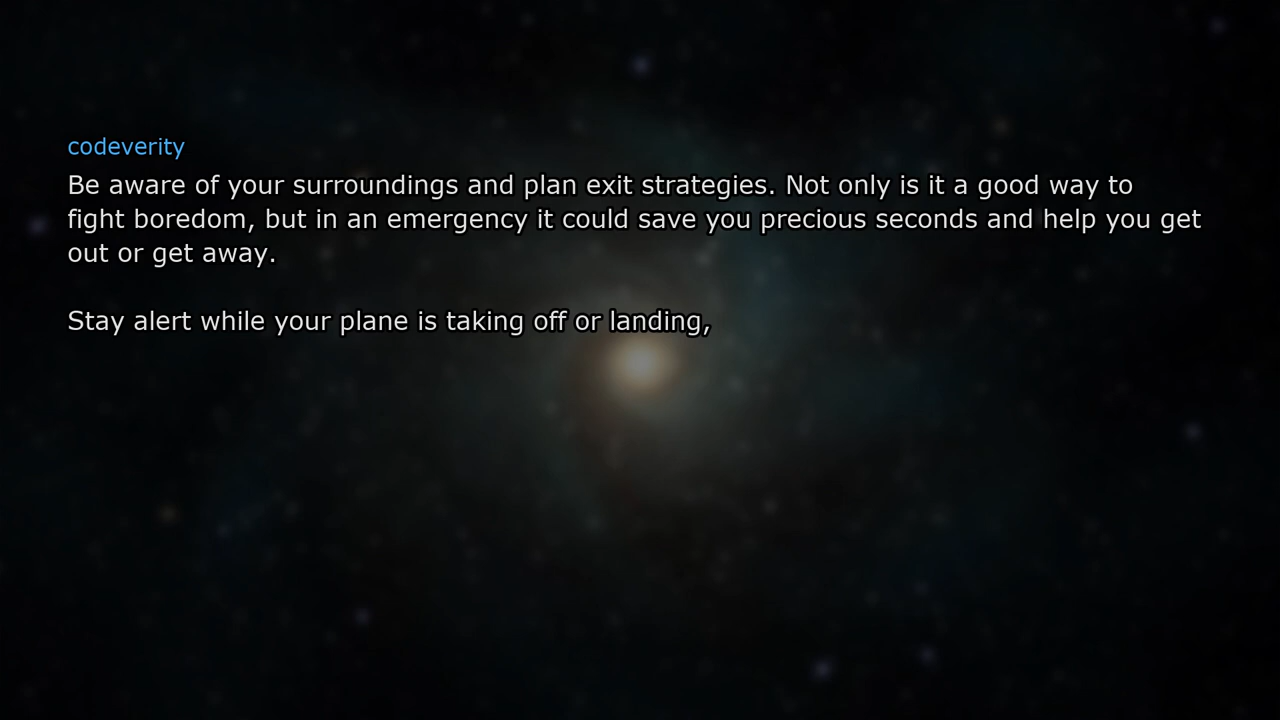 codeverity
Be aware of your surroundings and plan exit strategies. Not only is it a good way to
fight boredom, but in an emergency it could save you precious seconds and help you get
out or get away.
Stay alert while your plane is taking off or landing,